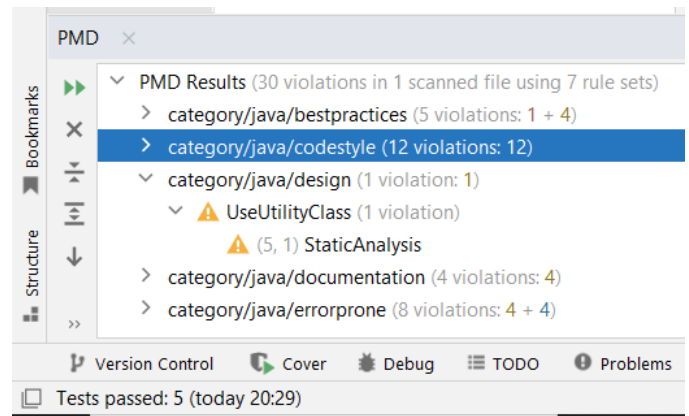 PMD
PMD Results (30 violations in 1 scanned file using 7 rule sets)
category/java/bestpractices (5 violations: 1 + 4)
category/java/codestyle (12 violations: 12)
category/java/design (1 violation: 1)
UseUtilityClass (1 violation)
(5, 1) StaticAnalysis
category/java/documentation (4 violations: 4)
category/java/errorprone (8 violations: 4 + 4)
Bookmarks
Structure
Version Control Cover Debug TODO Problems
Tests passed: 5 (today 20:29)